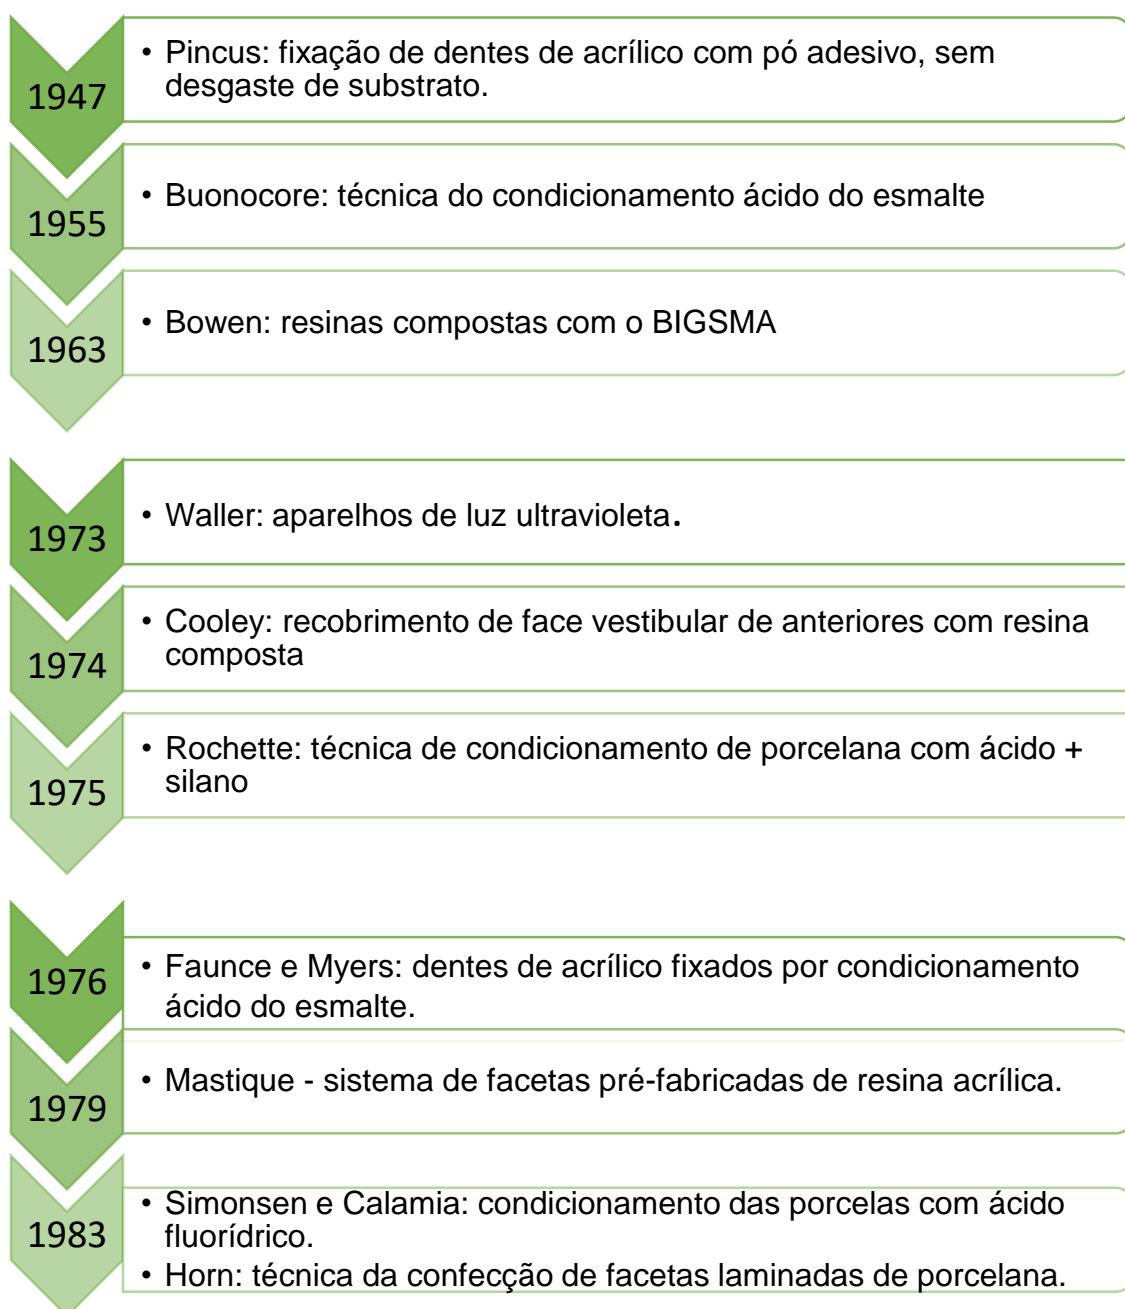 1947
• Pincus: fixação de dentes de acrílico com pó adesivo, sem
desgaste de substrato.
1955
• Buonocore: técnica do condicionamento ácido do esmalte
1963
• Bowen: resinas compostas com o BIGSMA
1973
• Waller: aparelhos de luz ultravioleta.
1974
• Cooley: recobrimento de face vestibular de anteriores com resina
composta
1975
• Rochette: técnica de condicionamento de porcelana com ácido +
silano
1976
• Faunce e Myers: dentes de acrílico fixados por condicionamento
ácido do esmalte.
1979
• Mastique - sistema de facetas pré-fabricadas de resina acrílica.
1983
• Simonsen e Calamia: condicionamento das porcelas com ácido
fluorídrico.
• Horn: técnica da confecção de facetas laminadas de porcelana.